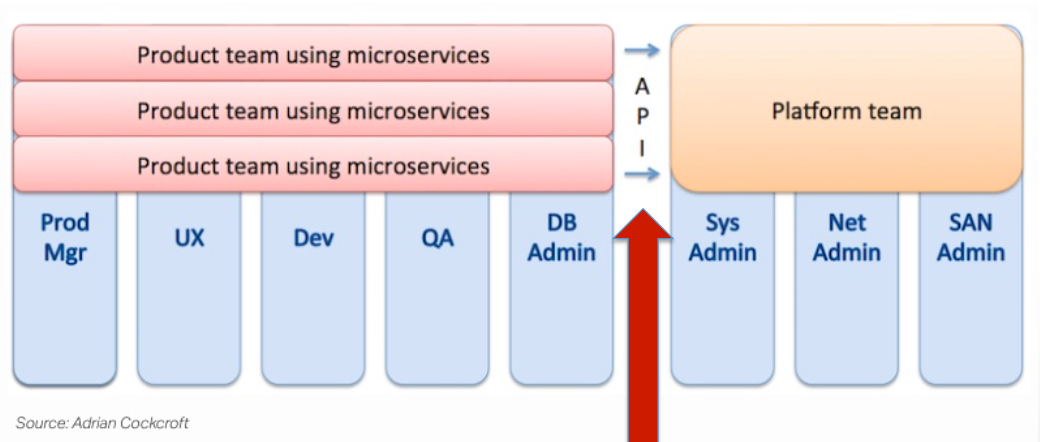 Product team using microservices
Product team using microservices
Product team using microservices
A
P
I
Platform team
Prod
Mgr
UX
Dev
QA
DB
Admin
Sys
Admin
Net
Admin
SAN
Admin
Source: Adrian Cockcroft